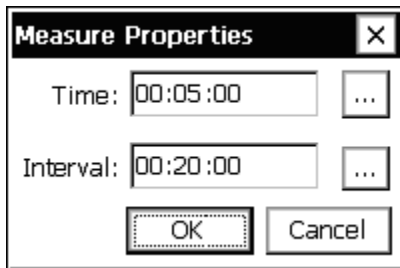 Measure Properties
Time: 00:05:00 ...
Interval: 00:20:00 ...
OK Cancel